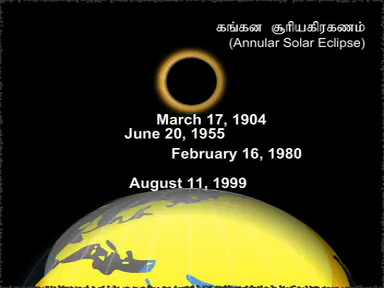 கங்கன சூரியகிரகணம்
(Annular Solar Eclipse)
March 17, 1904
June 20, 1955
February 16, 1980
August 11, 1999